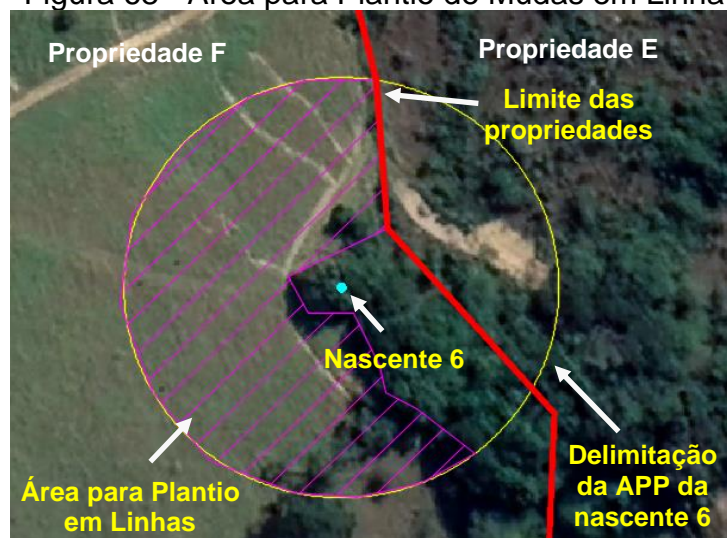 Propriedade F
Propriedade E
Limite das
propriedades
Nascente 6
Área para Plantio
em Linhas
Delimitação
da APP da
nascente 6